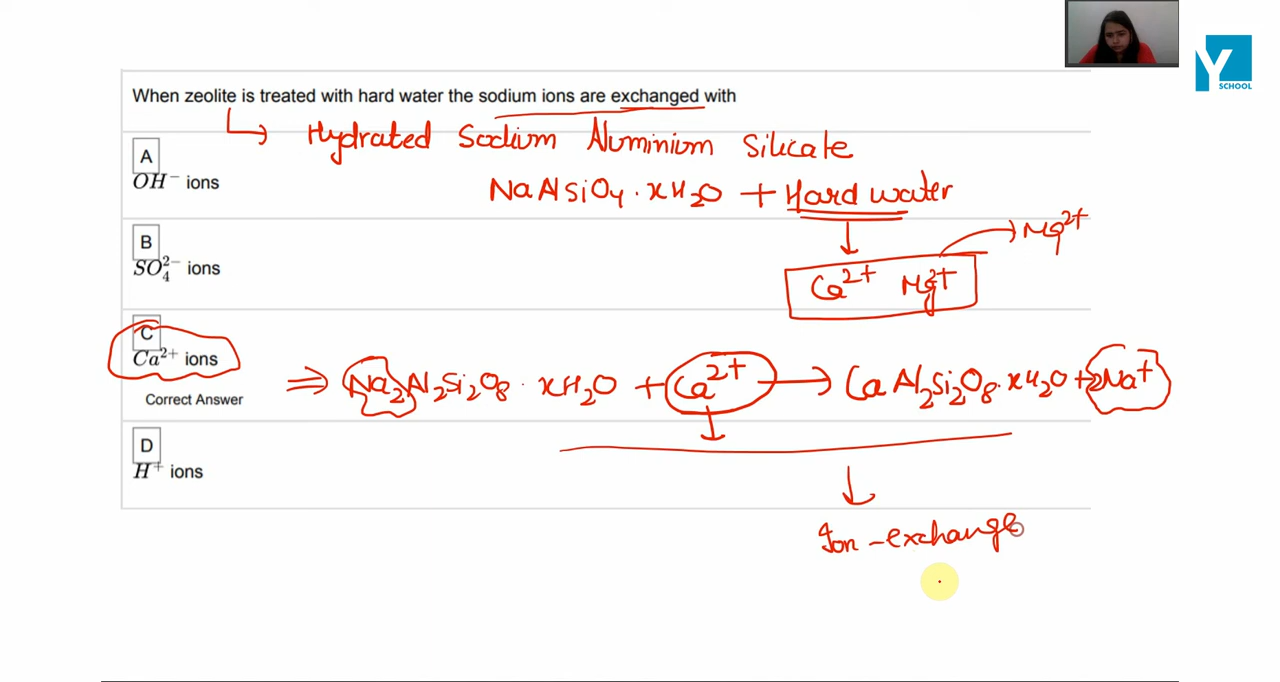 Y
SCHOOL
When zeolite is treated with hard water the sodium ions are exchanged with
Hydrated Sodium Aluminium Silicate
A
OH⁻ ions
NaAlsiO₄·xH₂O + Hard water
B
SO₄²⁻ ions
Mg²⁺
Ca²⁺ Mg²⁺
C
Ca²⁺ ions
⇒ Na₂Al₂Si₂O₈·xH₂O + Ca²⁺ → CaAl₂Si₂O₈·xH₂O + 2Na⁺
Correct Answer
D
H⁺ ions
Ion-exchange